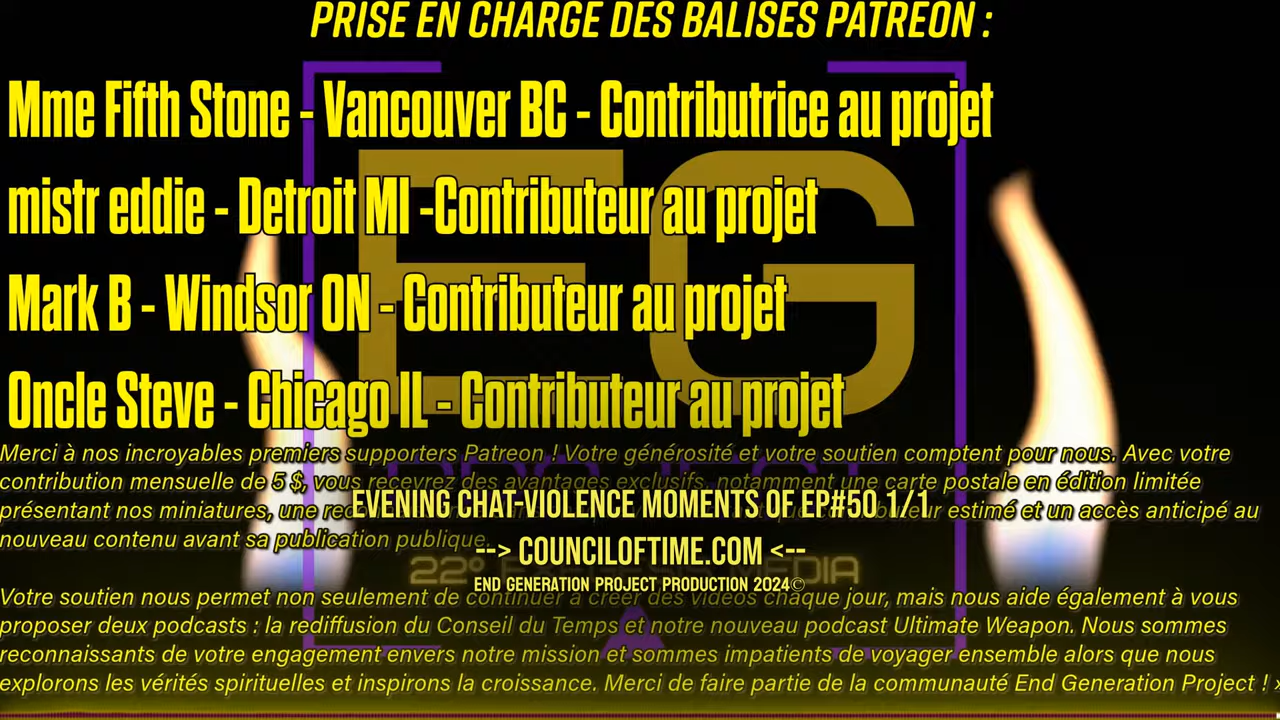 PRISE EN CHARGE DES BALISES PATREON :
Mme Fifth Stone - Vancouver BC - Contributrice au projet
mistr eddie - Detroit MI -Contributeur au projet
Mark B - Windsor ON - Contributeur au projet
Oncle Steve - Chicago IL - Contributeur au projet
EG
Merci à nos incroyables premiers supporters Patreon ! Votre générosité et votre soutien comptent pour nous. Avec votre
contribution mensuelle de 5 $, vous recevrez des avantages exclusifs, notamment une carte postale en édition limitée
présentant nos miniatures, une estimé et un accès anticipé au
nouveau contenu avant sa publication publique.
EVENING CHAT-VIOLENCE MOMENTS OF EP#50 1/1
--> COUNCILOFTIME.COM <--
22º
END GENERATION PROJECT PRODUCTION 2024©
Votre soutien nous permet non seulement de continuer à créer des vidéos chaque jour, mais nous aide également à vous
proposer deux podcasts : la rediffusion du Conseil du Temps et notre nouveau podcast Ultimate Weapon. Nous sommes
reconnaissants de votre engagement envers notre mission et sommes impatients de voyager ensemble alors que nous
explorons les vérités spirituelles et inspirons la croissance. Merci de faire partie de la communauté End Generation Project ! »